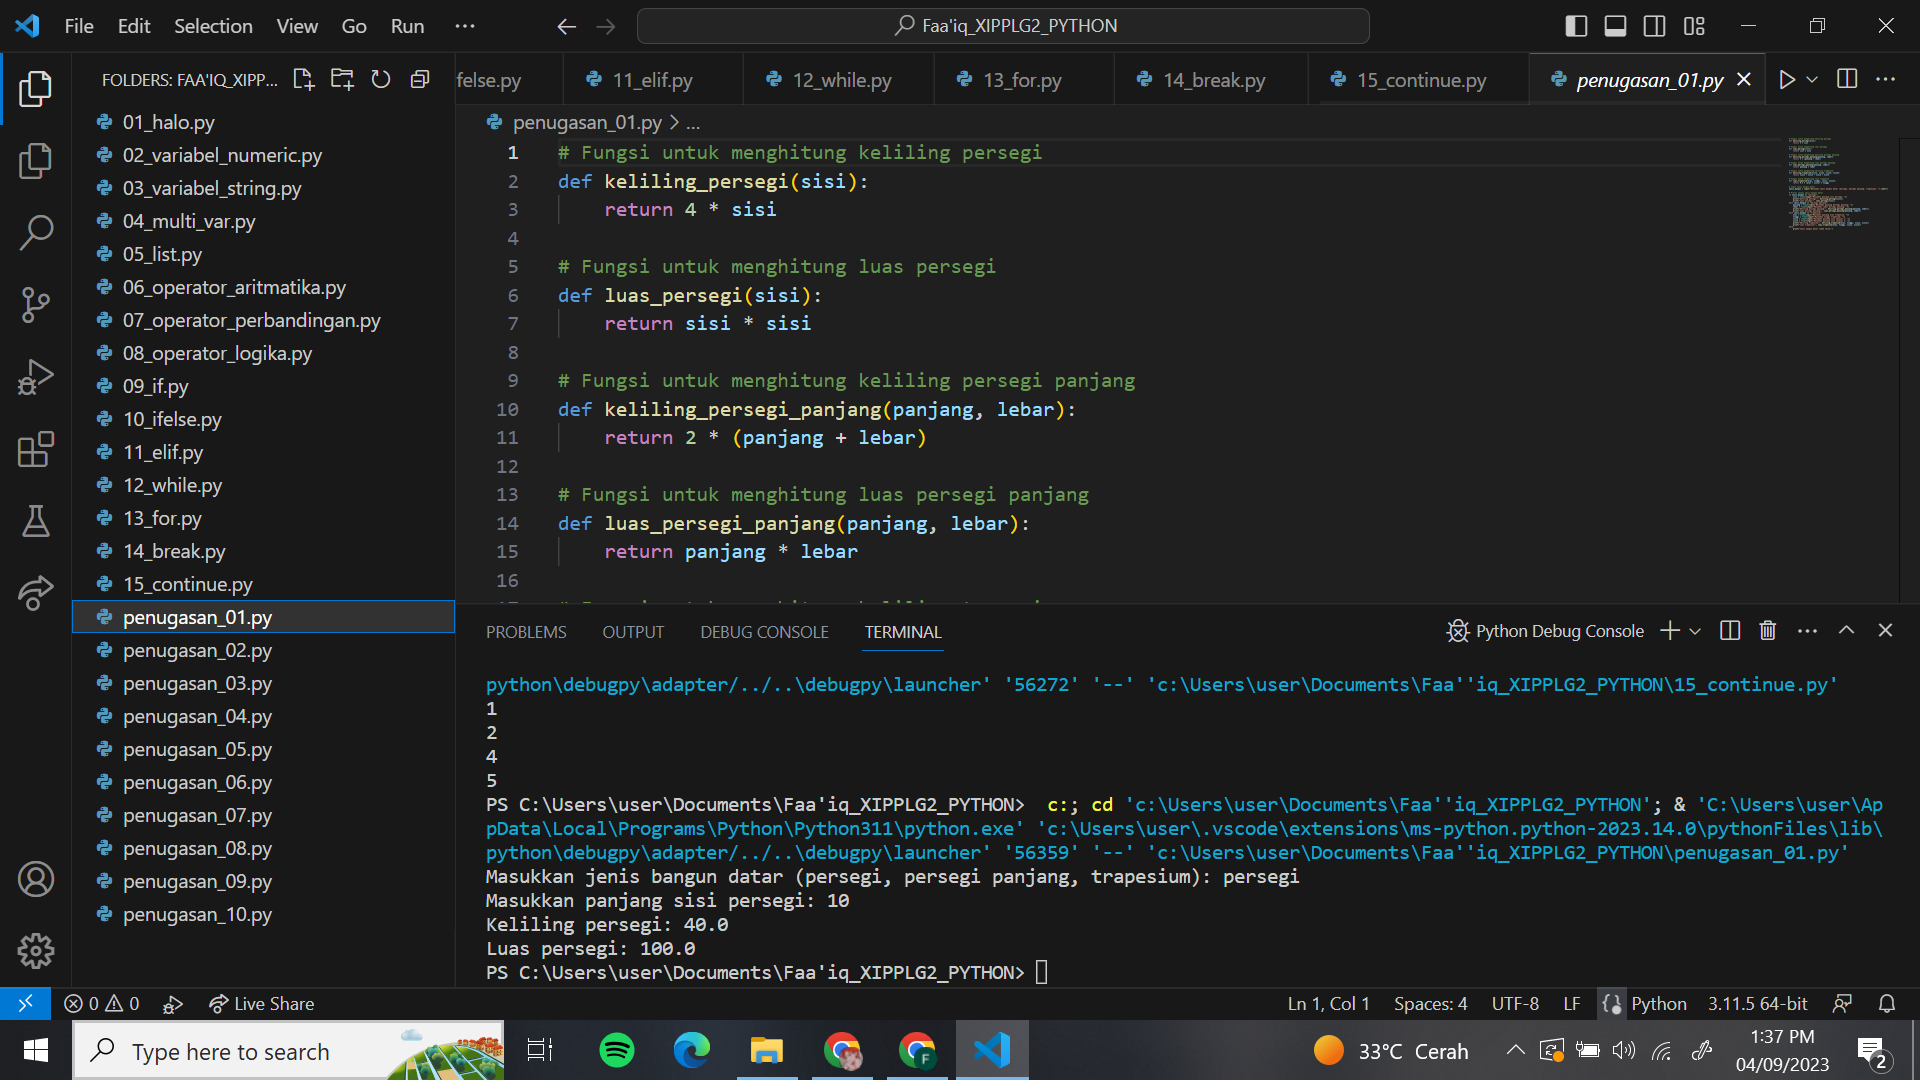 File Edit Selection View Go Run ...
Faa'iq_XIPPLG2_PYTHON
FOLDERS: FAA'IQ_XIPP...
felse.py 11_elif.py 12_while.py 13_for.py 14_break.py 15_continue.py penugasan_01.py
penugasan_01.py > ...
01_halo.py
02_variabel_numeric.py
03_variabel_string.py
04_multi_var.py
05_list.py
06_operator_aritmatika.py
07_operator_perbandingan.py
08_operator_logika.py
09_if.py
10_ifelse.py
11_elif.py
12_while.py
13_for.py
14_break.py
15_continue.py
penugasan_01.py
penugasan_02.py
penugasan_03.py
penugasan_04.py
penugasan_05.py
penugasan_06.py
penugasan_07.py
penugasan_08.py
penugasan_09.py
penugasan_10.py
1 # Fungsi untuk menghitung keliling persegi
2 def keliling_persegi(sisi):
3 return 4 * sisi
4
5 # Fungsi untuk menghitung luas persegi
6 def luas_persegi(sisi):
7 return sisi * sisi
8
9 # Fungsi untuk menghitung keliling persegi panjang
10 def keliling_persegi_panjang(panjang, lebar):
11 return 2 * (panjang + lebar)
12
13 # Fungsi untuk menghitung luas persegi panjang
14 def luas_persegi_panjang(panjang, lebar):
15 return panjang * lebar
16
PROBLEMS OUTPUT DEBUG CONSOLE TERMINAL
Python Debug Console
python\debugpy\adapter/../..\debugpy\launcher' '56272' '--' 'c:\Users\user\Documents\Faa''iq_XIPPLG2_PYTHON\15_continue.py'
1
2
4
5
PS C:\Users\user\Documents\Faa'iq_XIPPLG2_PYTHON>  c:; cd 'c:\Users\user\Documents\Faa''iq_XIPPLG2_PYTHON'; & 'C:\Users\user\Ap
pData\Local\Programs\Python\Python311\python.exe' 'c:\Users\user\.vscode\extensions\ms-python.python-2023.14.0\pythonFiles\lib\
python\debugpy\adapter/../..\debugpy\launcher' '56359' '--' 'c:\Users\user\Documents\Faa''iq_XIPPLG2_PYTHON\penugasan_01.py'
Masukkan jenis bangun datar (persegi, persegi panjang, trapesium): persegi
Masukkan panjang sisi persegi: 10
Keliling persegi: 40.0
Luas persegi: 100.0
PS C:\Users\user\Documents\Faa'iq_XIPPLG2_PYTHON>
0 0 Live Share
Ln 1, Col 1 Spaces: 4 UTF-8 LF Python 3.11.5 64-bit
Type here to search
33°C Cerah
1:37 PM
04/09/2023
2